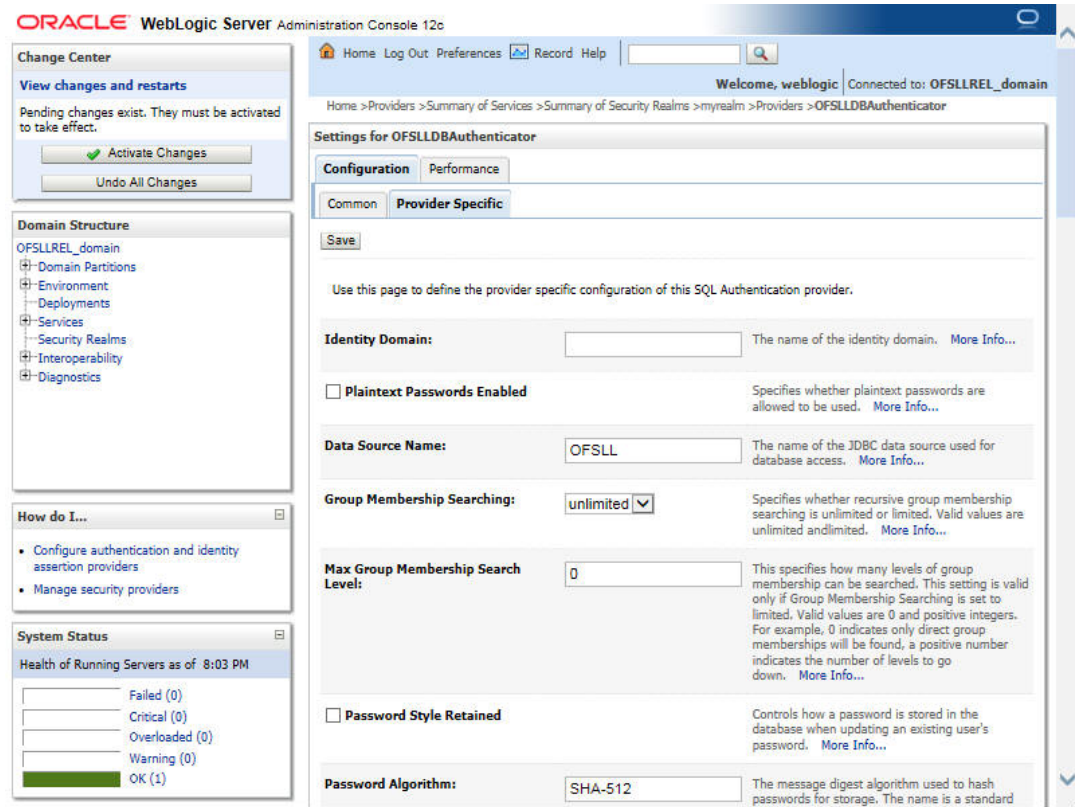 ORACLE WebLogic Server Administration Console 12c
Change Center
View changes and restarts
Pending changes exist. They must be activated
to take effect.
Activate Changes
Undo All Changes
Domain Structure
OFSLLREL_domain
Domain Partitions
Environment
Deployments
Services
Security Realms
Interoperability
Diagnostics
How do I...
Configure authentication and identity
assertion providers
Manage security providers
System Status
Health of Running Servers as of 8:03 PM
Failed (0)
Critical (0)
Overloaded (0)
Warning (0)
OK (1)
Home Log Out Preferences Record Help
Welcome, weblogic Connected to: OFSLLREL_domain
Home >Providers >Summary of Services >Summary of Security Realms >myrealm >Providers >OFSLLDBAuthenticator
Settings for OFSLLDBAuthenticator
Configuration Performance
Common Provider Specific
Save
Use this page to define the provider specific configuration of this SQL Authentication provider.
Identity Domain:
The name of the identity domain. More Info...
Plaintext Passwords Enabled
Specifies whether plaintext passwords are
allowed to be used. More Info...
Data Source Name:
OFSLL
The name of the JDBC data source used for
database access. More Info...
Group Membership Searching:
unlimited
Specifies whether recursive group membership
searching is unlimited or limited. Valid values are
unlimited andlimited. More Info...
Max Group Membership Search
Level:
0
This specifies how many levels of group
membership can be searched. This setting is valid
only if Group Membership Searching is set to
limited. Valid values are 0 and positive integers.
For example, 0 indicates only direct group
memberships will be found, a positive number
indicates the number of levels to go
down. More Info...
Password Style Retained
Controls how a password is stored in the
database when updating an existing user's
password. More Info...
Password Algorithm:
SHA-512
The message digest algorithm used to hash
passwords for storage. The name is a standard